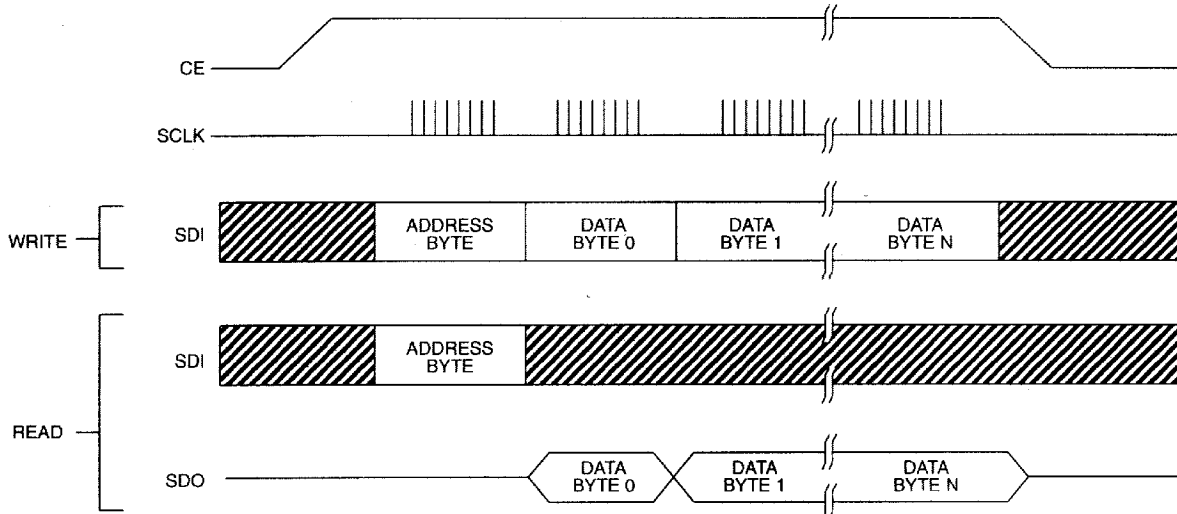 CE
SCLK
WRITE
SDI
ADDRESS
BYTE
DATA
BYTE 0
DATA
BYTE 1
DATA
BYTE N
READ
SDI
ADDRESS
BYTE
SDO
DATA
BYTE 0
DATA
BYTE 1
DATA
BYTE N